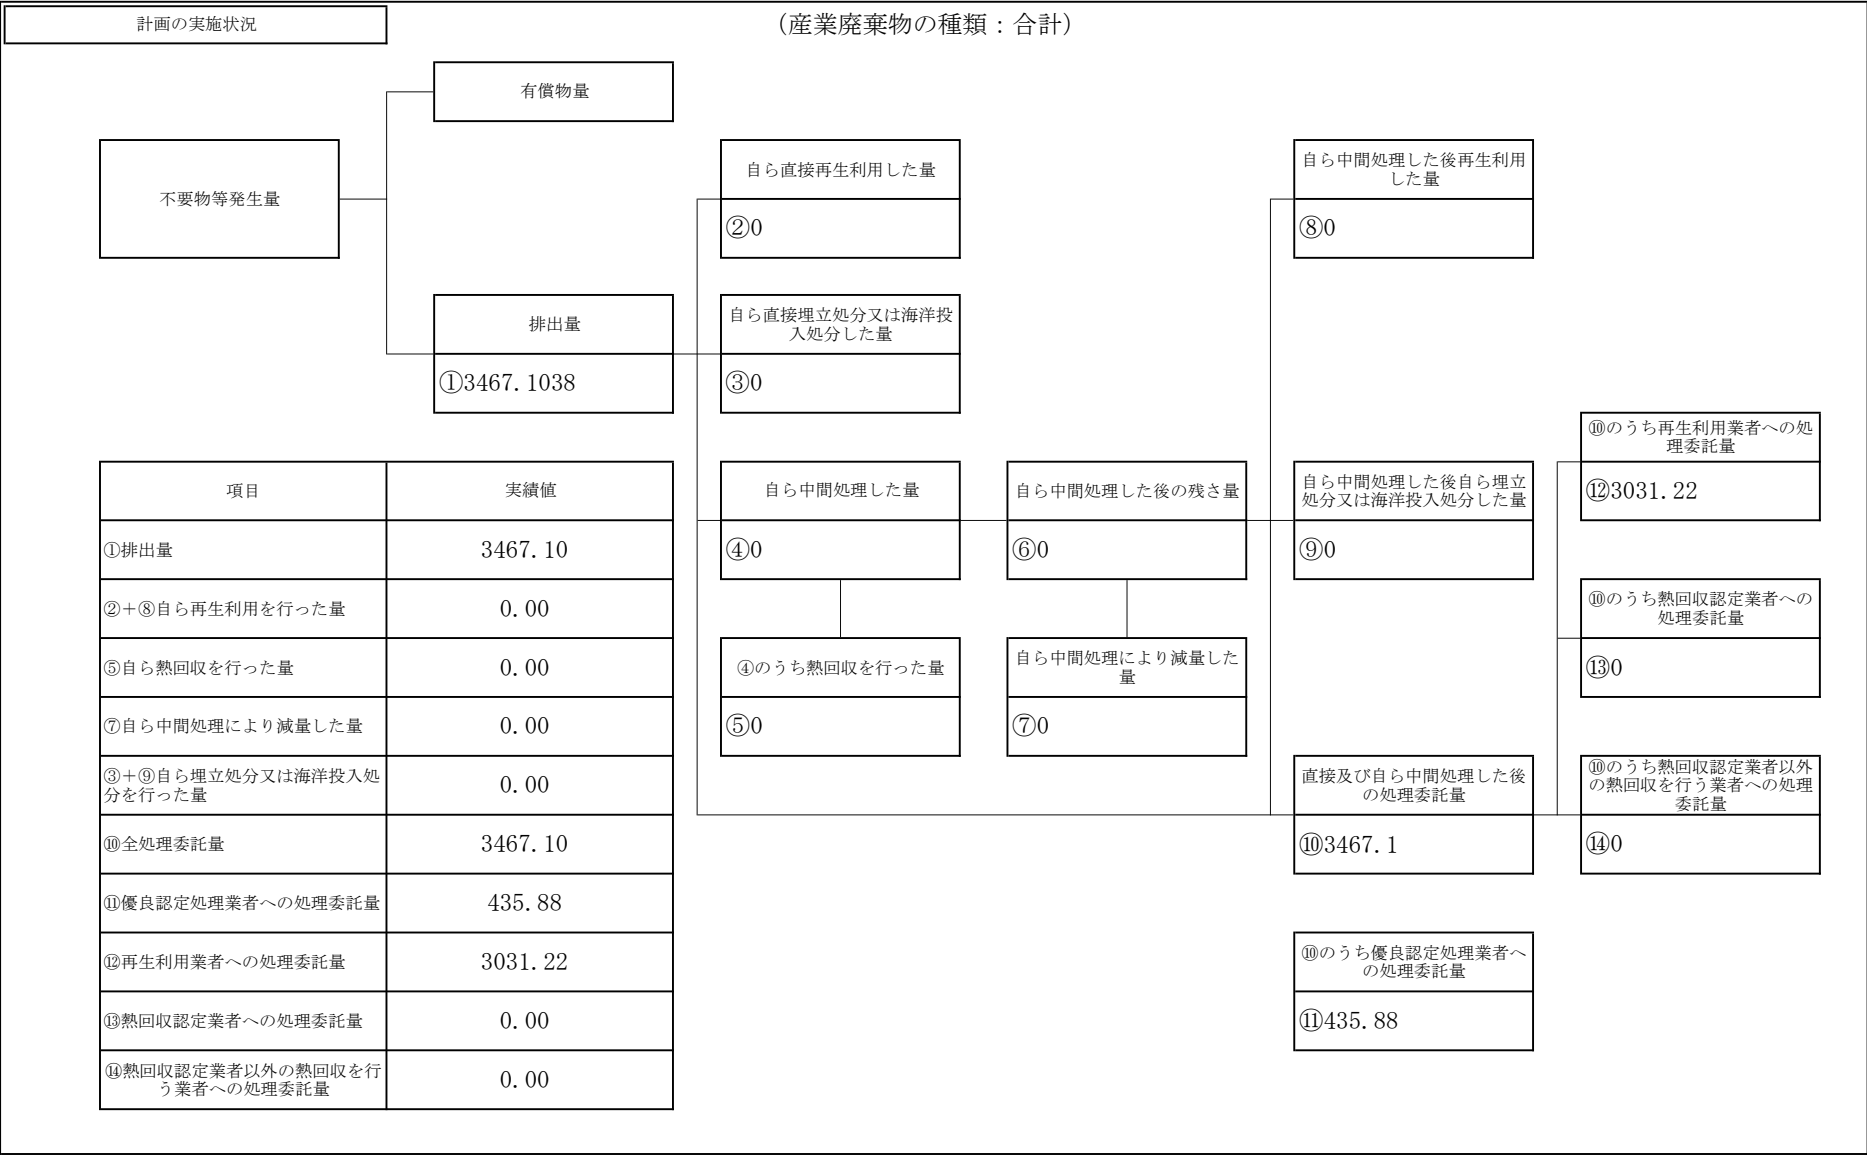 計画の実施状況
（産業廃棄物の種類：合計）
有償物量
不要物等発生量
自ら直接再生利用した量
②0
自ら中間処理した後再生利用
した量
⑧0
排出量
①3467.1038
自ら直接埋立処分又は海洋投
入処分した量
③0
⑩のうち再生利用業者への処
理委託量
⑫3031.22
自ら中間処理した量
④0
自ら中間処理した後の残さ量
⑥0
自ら中間処理した後自ら埋立
処分又は海洋投入処分した量
⑨0
⑩のうち熱回収認定業者への
処理委託量
⑬0
④のうち熱回収を行った量
⑤0
自ら中間処理により減量した
量
⑦0
直接及び自ら中間処理した後
の処理委託量
⑩3467.1
⑩のうち熱回収認定業者以外
の熱回収を行う業者への処理
委託量
⑭0
⑩のうち優良認定処理業者へ
の処理委託量
⑪435.88
項目 実績値
①排出量 3467.10
②＋⑧自ら再生利用を行った量 0.00
⑤自ら熱回収を行った量 0.00
⑦自ら中間処理により減量した量 0.00
③＋⑨自ら埋立処分又は海洋投入処
分を行った量 0.00
⑩全処理委託量 3467.10
⑪優良認定処理業者への処理委託量 435.88
⑫再生利用業者への処理委託量 3031.22
⑬熱回収認定業者への処理委託量 0.00
⑭熱回収認定業者以外の熱回収を行
う業者への処理委託量 0.00